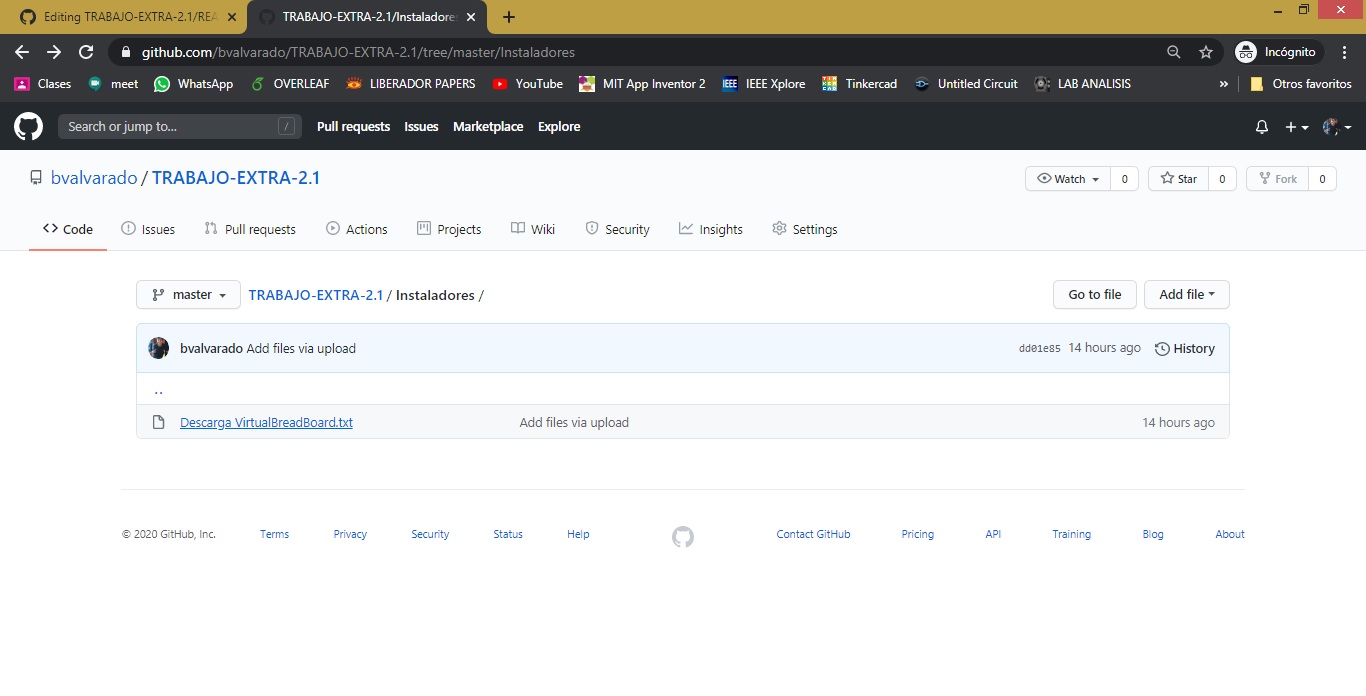 Editing TRABAJO-EXTRA-2.1/REA
TRABAJO-EXTRA-2.1/Instaladores
github.com/bvalvarado/TRABAJO-EXTRA-2.1/tree/master/Instaladores
Incógnito
Clases meet WhatsApp OVERLEAF LIBERADOR PAPERS YouTube MIT App Inventor 2 IEEE Xplore Tinkercad Untitled Circuit LAB ANALISIS » Otros favoritos
Search or jump to... / Pull requests Issues Marketplace Explore
bvalvarado / TRABAJO-EXTRA-2.1
Watch 0 Star 0 Fork 0
Code Issues Pull requests Actions Projects Wiki Security Insights Settings
master TRABAJO-EXTRA-2.1 / Instaladores /
Go to file Add file
bvalvarado Add files via upload dd01e85 14 hours ago History
..
Descarga VirtualBreadBoard.txt Add files via upload 14 hours ago
© 2020 GitHub, Inc. Terms Privacy Security Status Help Contact GitHub Pricing API Training Blog About